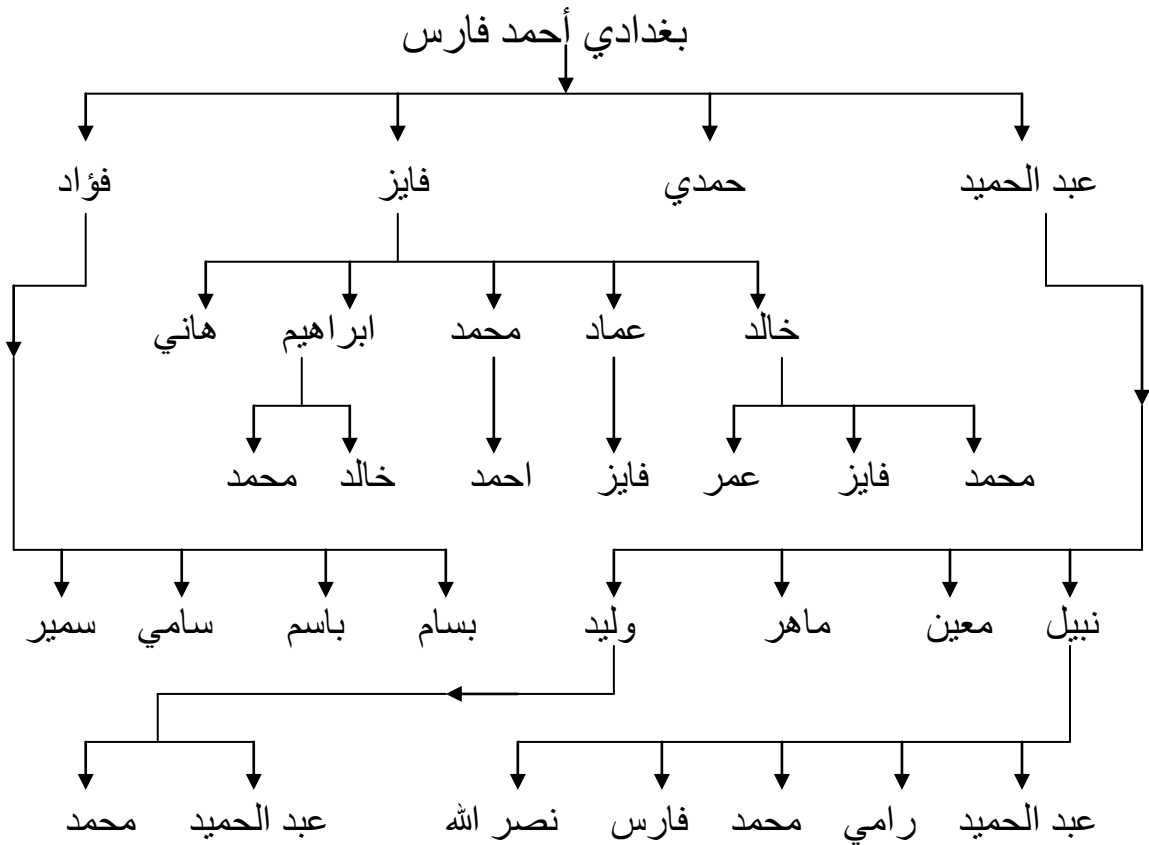 بغدادي أحمد فارس
عبد الحميد حمدي فايز فؤاد
خالد عماد محمد ابراهيم هاني
محمد فايز عمر فايز احمد خالد محمد
نبيل معين ماهر وليد بسام باسم سامي سمير
عبد الحميد رامي محمد فارس نصر الله عبد الحميد محمد